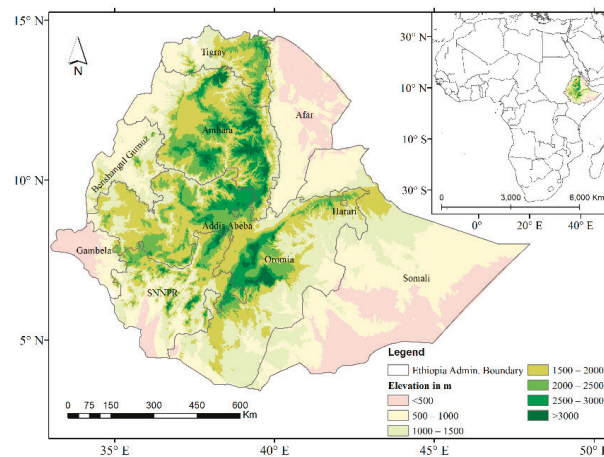 15° N
10° N
5° N
N
Tigray
Afar
Amhara
Benshangul Gumuz
Addis Abeba
Harari
Gambela
Oromia
SNNPR
Somali
30° N
10° N
10° S
30° S
0 3,000 6,000 Km
0° 20° E 40° E
Legend
Ethiopia Admin. Boundary
Elevation in m
<500
500 – 1000
1000 – 1500
1500 – 2000
2000 – 2500
2500 – 3000
>3000
0 75 150 300 450 600
Km
35° E 40° E 45° E 50° E